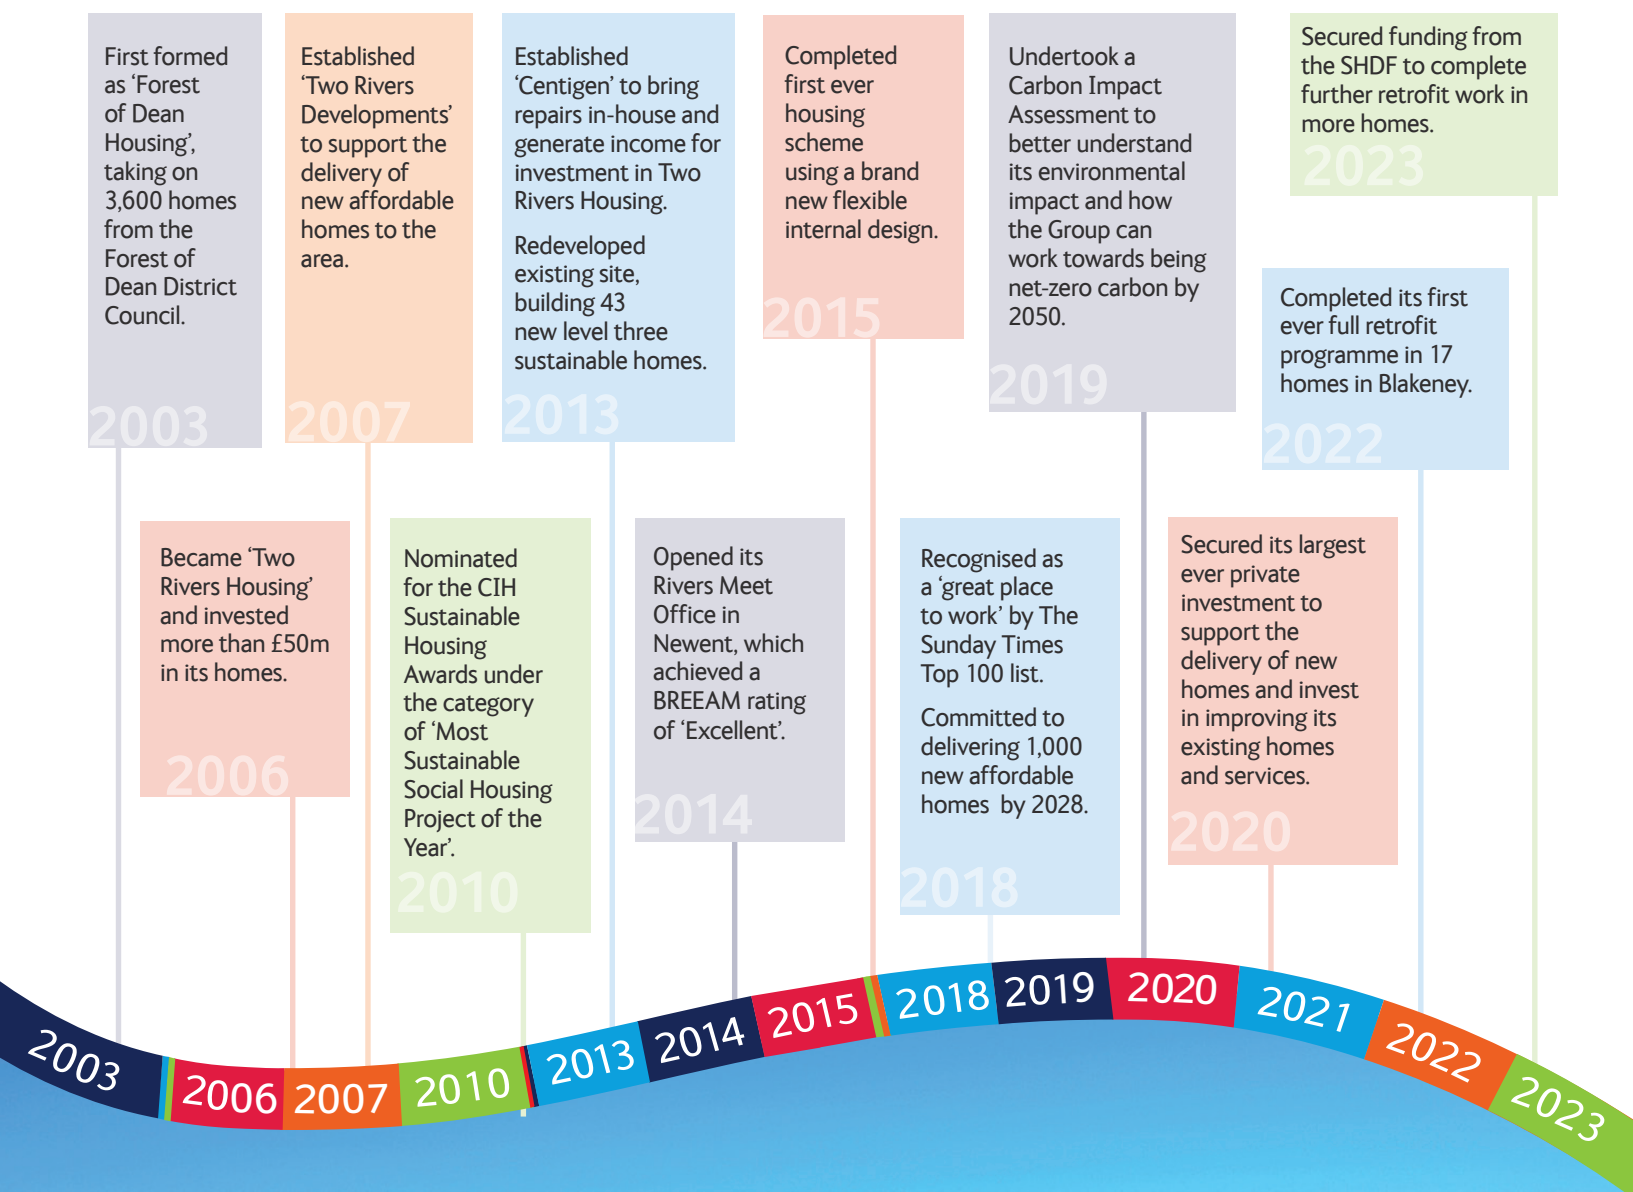 First formed
as ‘Forest
of Dean
Housing’,
taking on
3,600 homes
from the
Forest of
Dean District
Council.
2003
Established
‘Two Rivers
Developments’
to support the
delivery of
new affordable
homes to the
area.
2007
Established
‘Centigen’ to bring
repairs in-house and
generate income for
investment in Two
Rivers Housing.
Redeveloped
existing site,
building 43
new level three
sustainable homes.
2013
Completed
first ever
housing
scheme
using a brand
new flexible
internal design.
2015
Undertook a
Carbon Impact
Assessment to
better understand
its environmental
impact and how
the Group can
work towards being
net-zero carbon by
2050.
2019
Secured funding from
the SHDF to complete
further retrofit work in
more homes.
2023
Completed its first
ever full retrofit
programme in 17
homes in Blakeney.
2022
Became ‘Two
Rivers Housing’
and invested
more than £50m
in its homes.
2006
Nominated
for the CIH
Sustainable
Housing
Awards under
the category
of ‘Most
Sustainable
Social Housing
Project of the
Year’.
2010
Opened its
Rivers Meet
Office in
Newent, which
achieved a
BREEAM rating
of ‘Excellent’.
2014
Recognised as
a ‘great place
to work’ by The
Sunday Times
Top 100 list.
Committed to
delivering 1,000
new affordable
homes by 2028.
2018
Secured its largest
ever private
investment to
support the
delivery of new
homes and invest
in improving its
existing homes
and services.
2020
2003
2006
2007
2010
2013
2014
2015
2018
2019
2020
2021
2022
2023